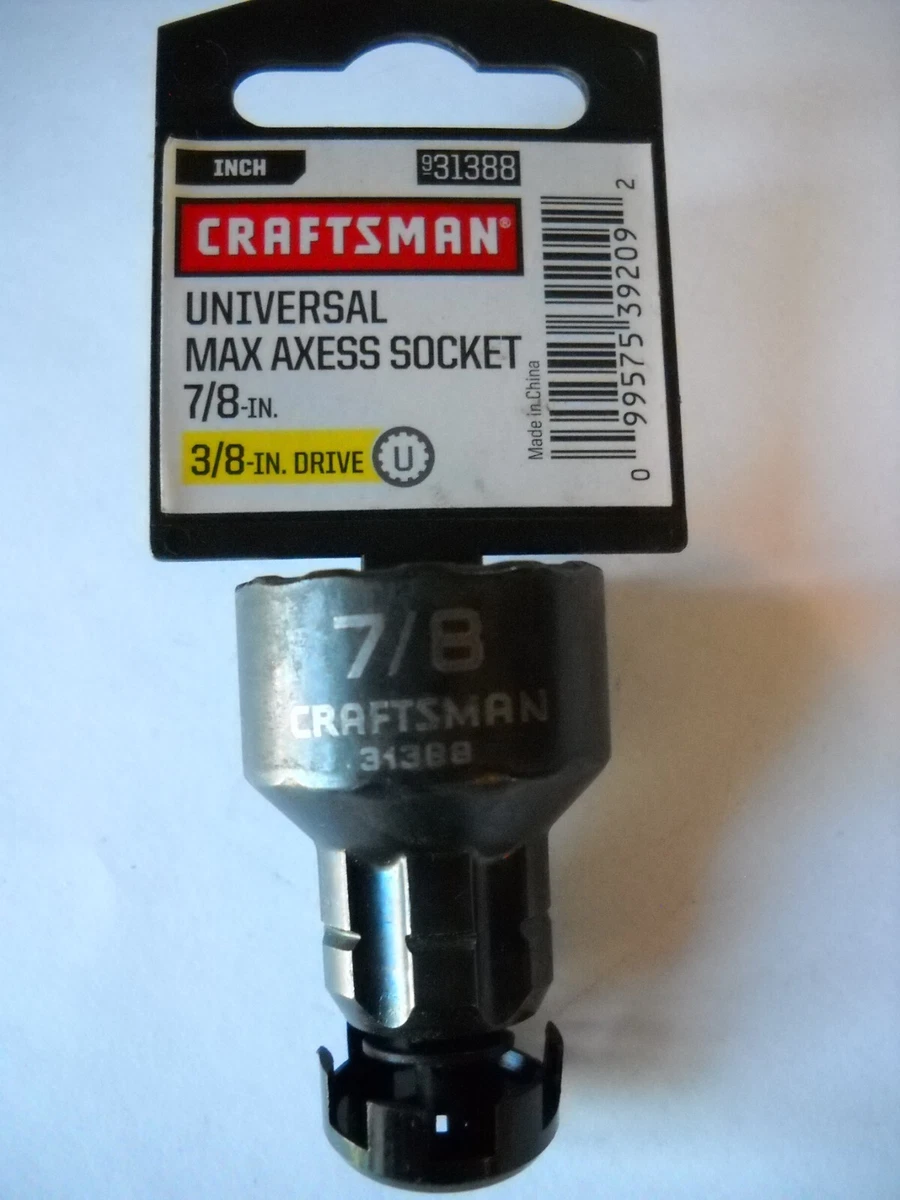 INCH
931388
CRAFTSMAN®
UNIVERSAL
MAX AXESS SOCKET
7/8-IN.
3/8-IN. DRIVE U
Made in China
0 99575 39209 2
7/8
CRAFTSMAN
31388